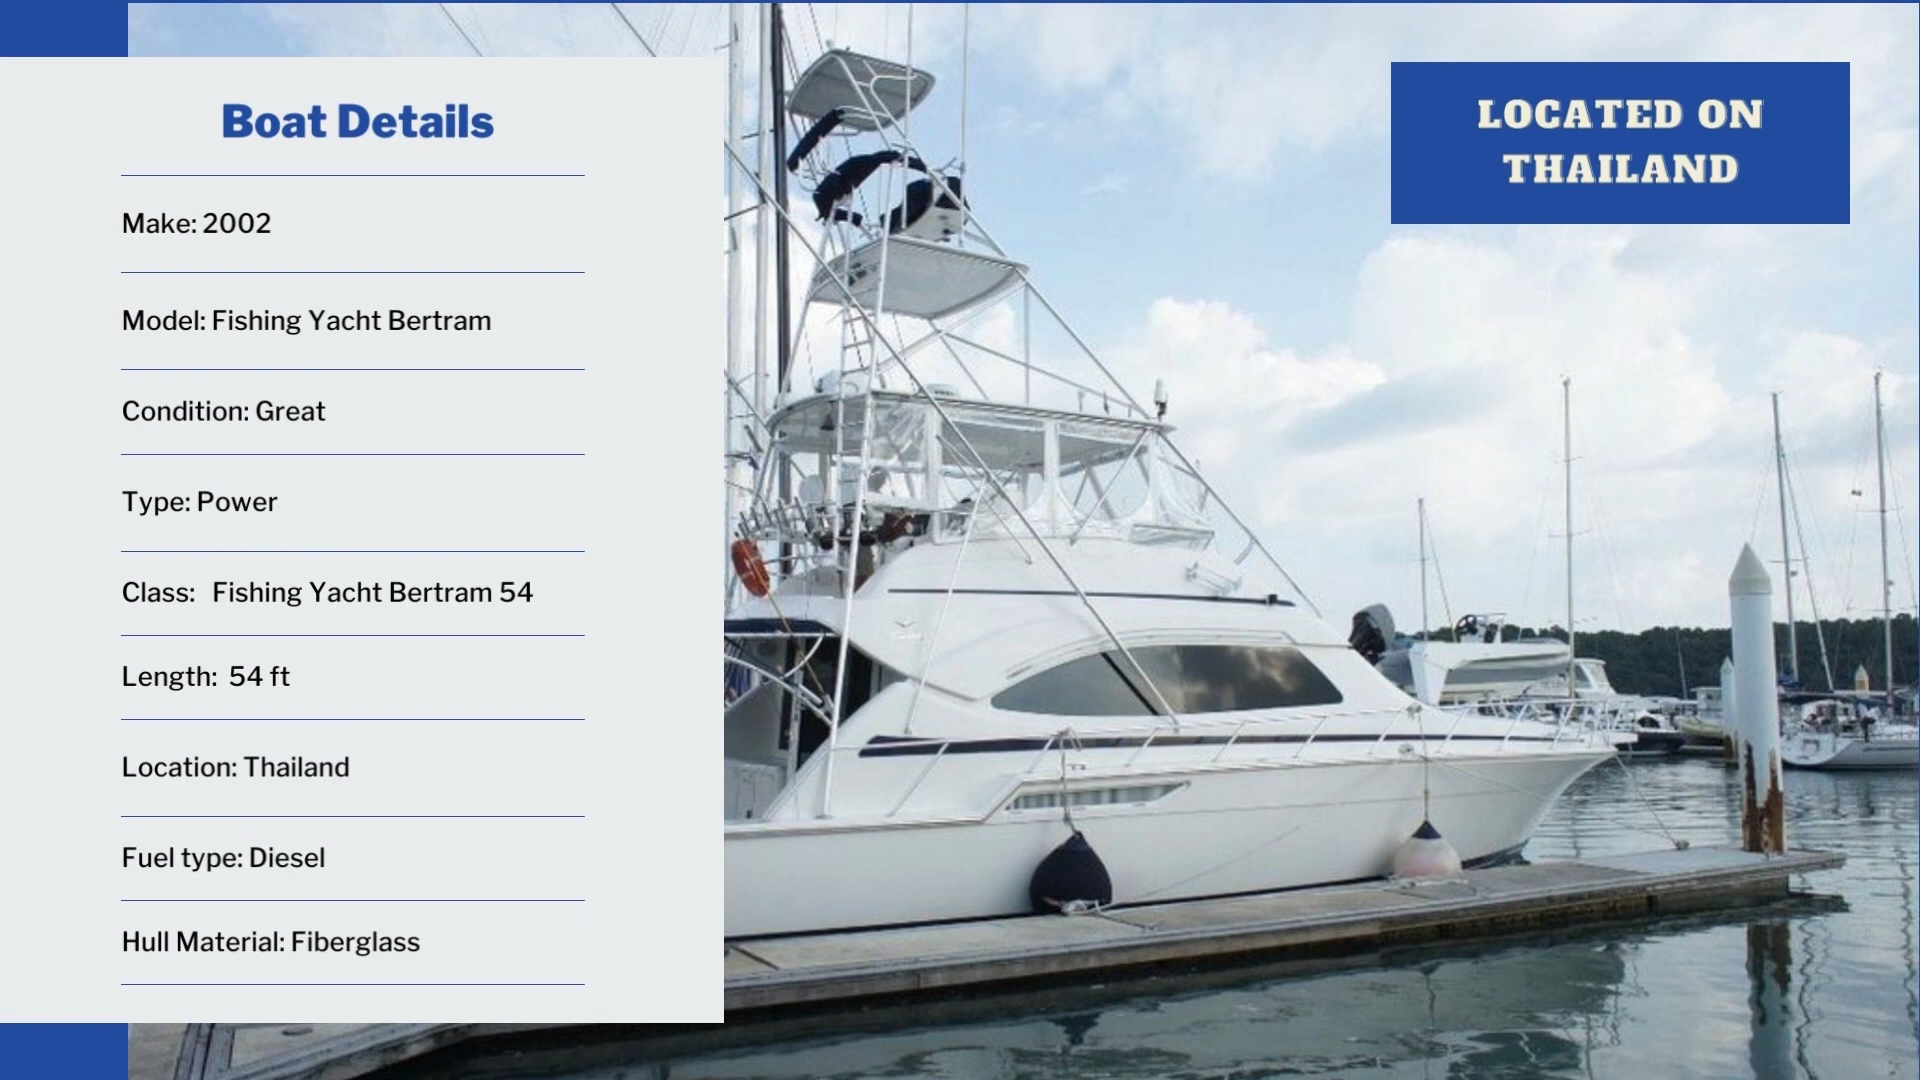 Boat Details
Make: 2002
Model: Fishing Yacht Bertram
Condition: Great
Type: Power
Class: Fishing Yacht Bertram 54
Length: 54 ft
Location: Thailand
Fuel type: Diesel
Hull Material: Fiberglass
LOCATED ON
THAILAND